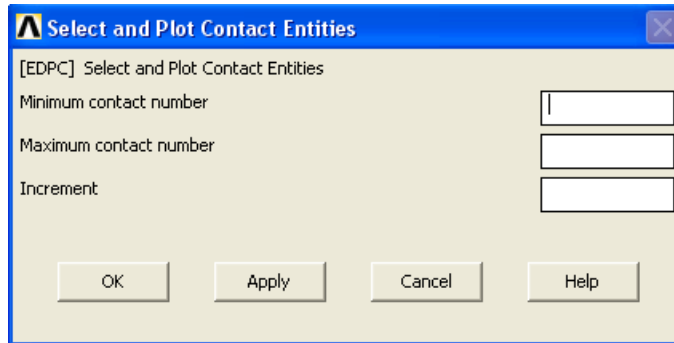 Select and Plot Contact Entities
[EDPC] Select and Plot Contact Entities
Minimum contact number
Maximum contact number
Increment
OK Apply Cancel Help